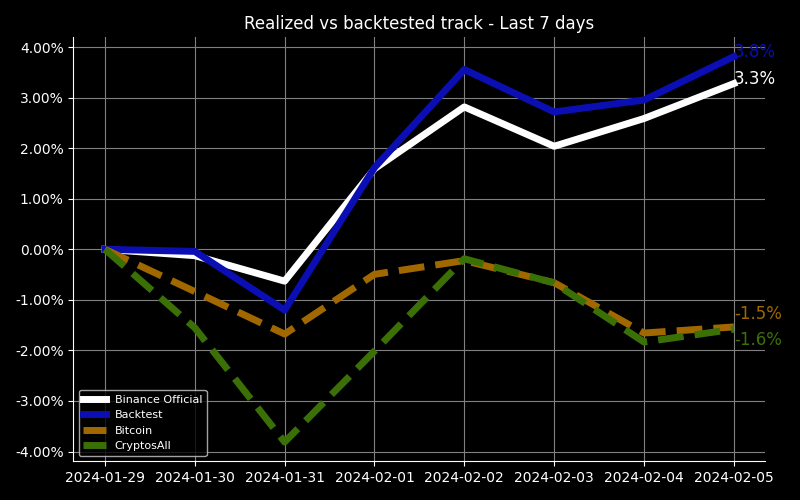 Realized vs backtested track - Last 7 days
4.00%
3.00%
2.00%
1.00%
0.00%
-1.00%
-2.00%
-3.00%
-4.00%
3.8%
3.3%
-1.5%
-1.6%
Binance Official
Backtest
Bitcoin
CryptosAll
2024-01-29 2024-01-30 2024-01-31 2024-02-01 2024-02-02 2024-02-03 2024-02-04 2024-02-05